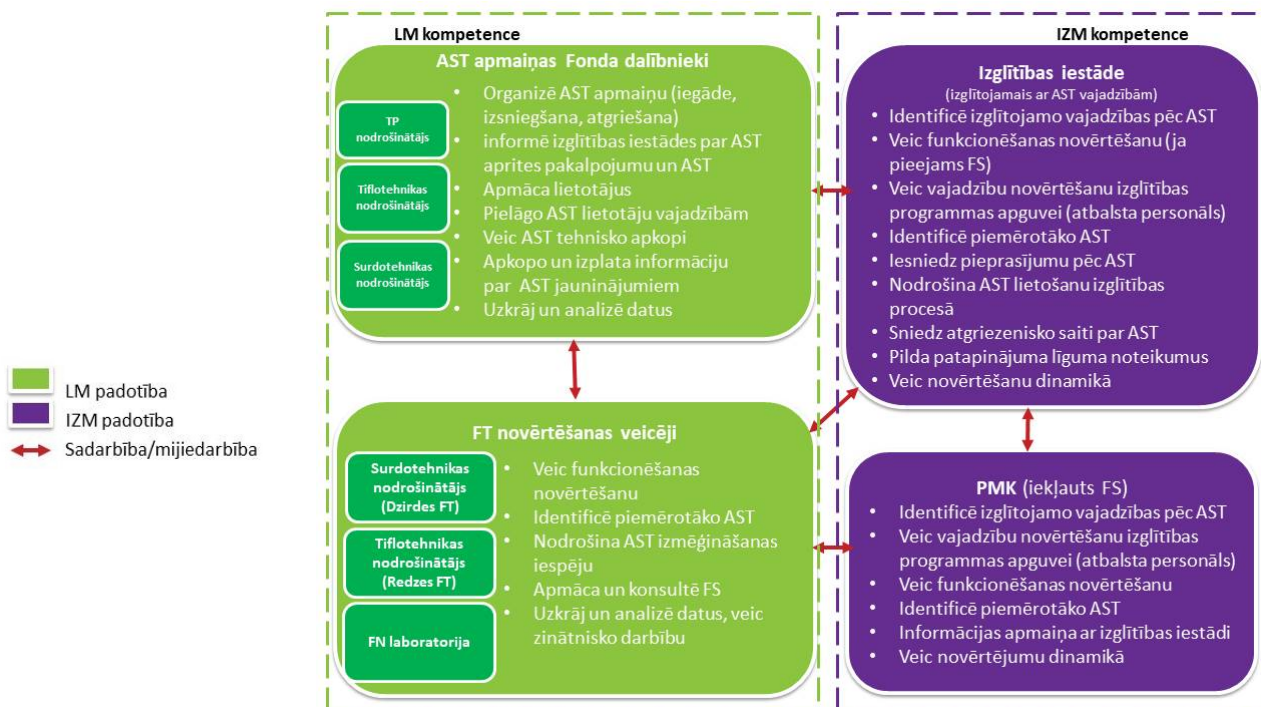 LM kompetence
AST apmaiņas Fonda dalībnieki
TP
nodrošinātājs
Tiflotehnikas
nodrošinātājs
Surdotehnikas
nodrošinātājs
• Organizē AST apmaiņu (iegāde,
izsniegšana, atgriešana)
• informē izglītības iestādes par AST
aprites pakalpojumu un AST
• Apmāca lietotājus
• Pielāgo AST lietotāju vajadzībām
• Veic AST tehnisko apkopi
• Apkopo un izplata informāciju
par AST jauninājumiem
• Uzkrāj un analizē datus
IZM kompetence
Izglītības iestāde
(izglītojamais ar AST vajadzībām)
• Identificē izglītojamo vajadzības pēc AST
• Veic funkcionēšanas novērtēšanu (ja
pieejams FS)
• Veic vajadzību novērtēšanu izglītības
programmas apguvei (atbalsta personāls)
• Identificē piemērotāko AST
• Iesniedz pieprasījumu pēc AST
• Nodrošina AST lietošanu izglītības
procesā
• Sniedz atgriezenisko saiti par AST
• Pilda patapinājuma līguma noteikumus
• Veic novērtēšanu dinamikā
LM padotība
IZM padotība
Sadarbība/mijiedarbība
FT novērtēšanas veicēji
Surdotehnikas
nodrošinātājs
(Dzirdes FT)
Tiflotehnikas
nodrošinātājs
(Redzes FT)
FN laboratorija
• Veic funkcionēšanas
novērtēšanu
• Identificē piemērotāko AST
• Nodrošina AST izmēģināšanas
iespēju
• Apmāca un konsultē FS
• Uzkrāj un analizē datus, veic
zinātnisko darbību
PMK (iekļauts FS)
• Identificē izglītojamo vajadzības pēc AST
• Veic vajadzību novērtēšanu izglītības
programmas apguvei (atbalsta personāls)
• Veic funkcionēšanas novērtēšanu
• Identificē piemērotāko AST
• Informācijas apmaiņa ar izglītības iestādi
• Veic novērtējumu dinamikā